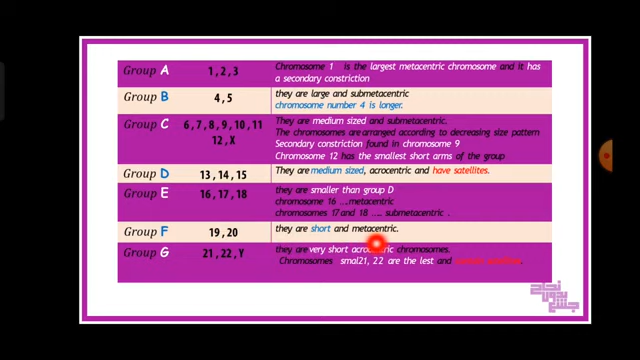 Group A 1 , 2 , 3 Chromosome 1 is the largest metacentric chromosome and it has
a secondary constriction
Group B 4 , 5 they are large and submetacentric
chromosome number 4 is longer.
Group C 6, 7, 8, 9, 10, 11 They are medium sized and submetacentric.
12, X The chromosomes are arranged according to decreasing size pattern
Secondary constriction found in chromosome 9
Chromosome 12 has the smallest short arms of the group
Group D 13, 14, 15 They are medium sized, acrocentric and have satellites.
Group E 16, 17, 18 they are smaller than group D
chromosome 16 ....metacentric
chromosomes 17 and 18 .... submetacentric .
Group F 19, 20 they are short and metacentric.
Group G 21, 22, Y they are very short acrocentric chromosomes.
Chromosomes smal21, 22 are the lest and